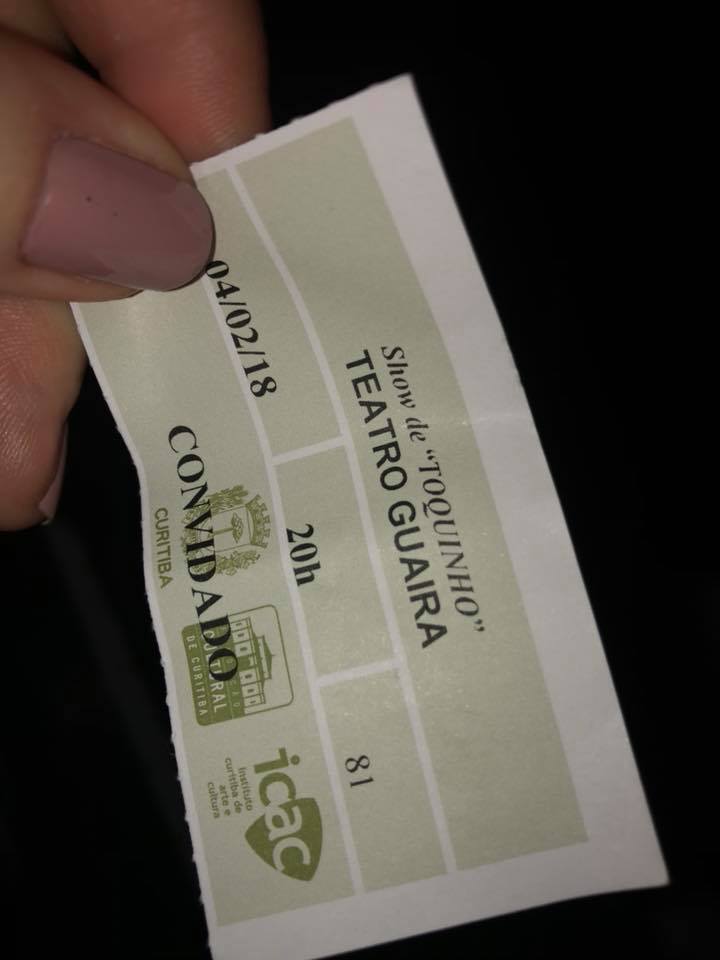 Show de "TOQUINHO"
TEATRO GUAIRA
04/02/18
20h
81
CONVIDADO
CURITIBA
DE CURITIBA
icac
instituto
curitiba de
arte e
cultura